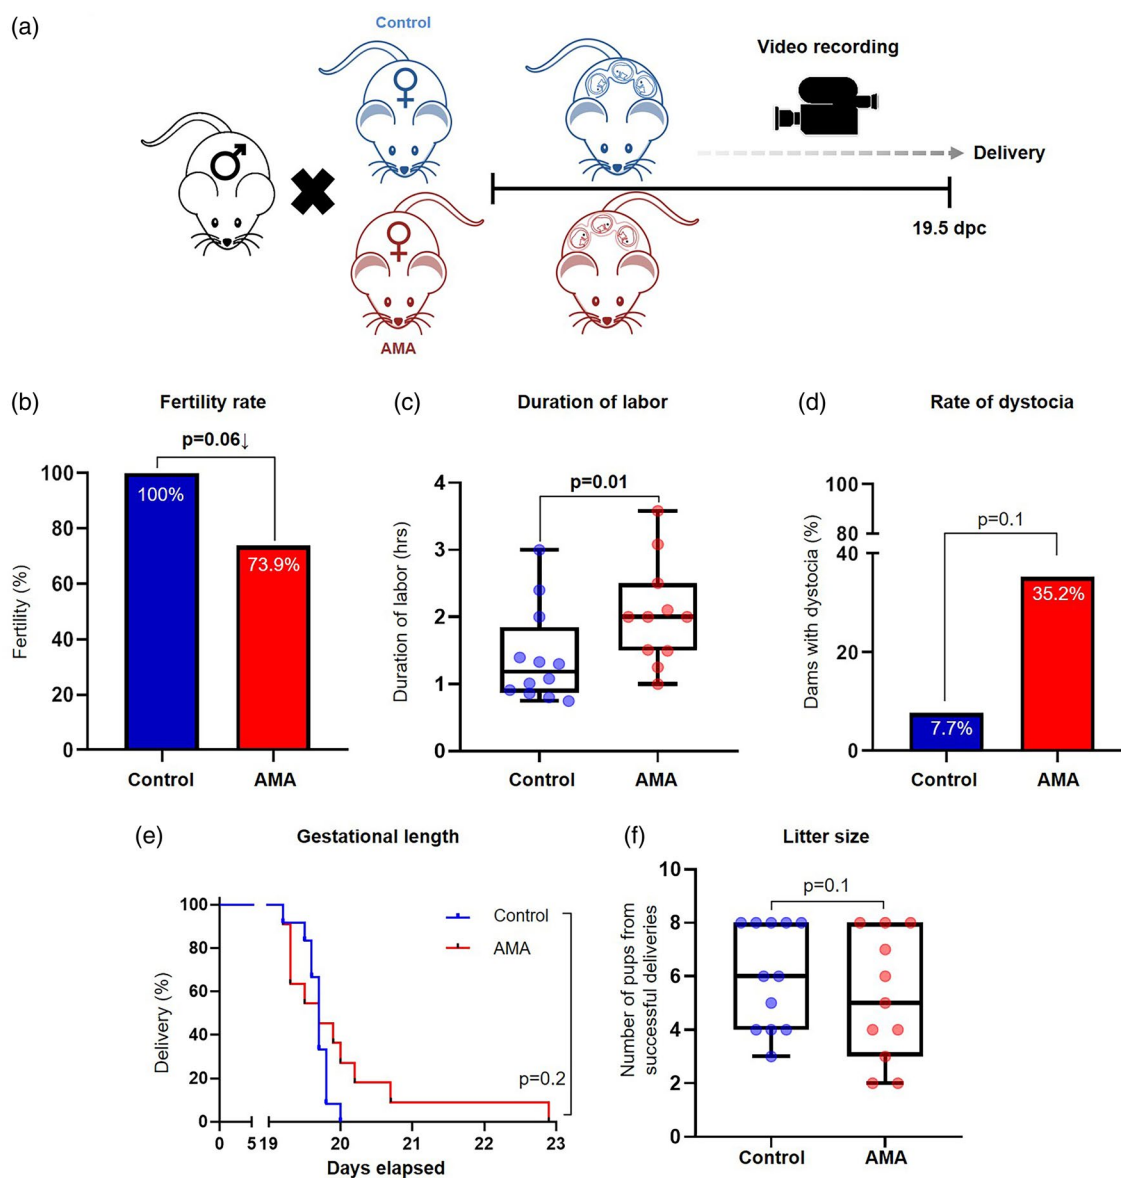 (a)
Control
Video recording
Delivery
19.5 dpc
AMA
(b)
Fertility rate
p=0.06↓
Fertility (%)
100
80
60
40
20
0
100%
73.9%
Control
AMA
(c)
Duration of labor
p=0.01
Duration of labor (hrs)
4
3
2
1
0
Control
AMA
(d)
Rate of dystocia
p=0.1
Dams with dystocia (%)
100
80
40
20
0
7.7%
35.2%
Control
AMA
(e)
Gestational length
Control
AMA
Delivery (%)
100
80
60
40
20
0
p=0.2
0
5
19
20
21
22
23
Days elapsed
(f)
Litter size
p=0.1
Number of pups from
successful deliveries
10
8
6
4
2
0
Control
AMA